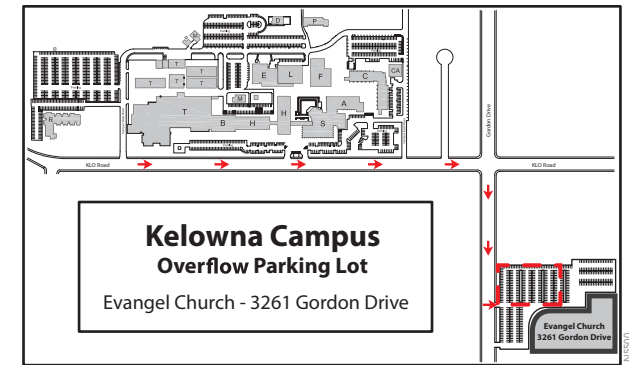 D
P
T
T
T
T
T
E
L
F
C
CA
R
M
T
B
H
H
S
A
Gordon Drive
KLO Road
KLO Road
Kelowna Campus
Overflow Parking Lot
Evangel Church - 3261 Gordon Drive
Evangel Church
3261 Gordon Drive